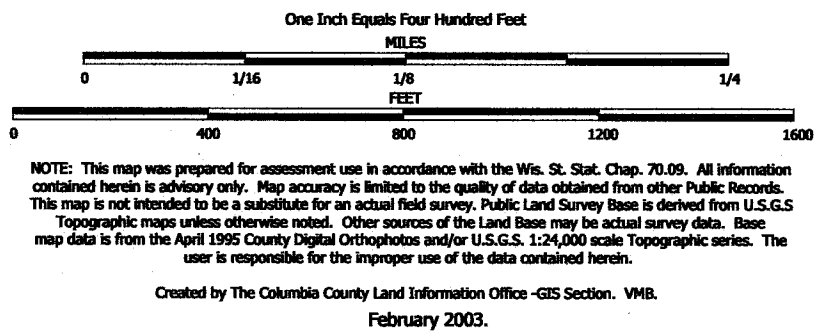 One Inch Equals Four Hundred Feet
MILES
0 1/16 1/8 1/4
FEET
0 400 800 1200 1600
NOTE: This map was prepared for assessment use in accordance with the Wis. St. Stat. Chap. 70.09. All information
contained herein is advisory only. Map accuracy is limited to the quality of data obtained from other Public Records.
This map is not intended to be a substitute for an actual field survey. Public Land Survey Base is derived from U.S.G.S
Topographic maps unless otherwise noted. Other sources of the Land Base may be actual survey data. Base
map data is from the April 1995 County Digital Orthophotos and/or U.S.G.S. 1:24,000 scale Topographic series. The
user is responsible for the improper use of the data contained herein.
Created by The Columbia County Land Information Office -GIS Section. VMB.
February 2003.